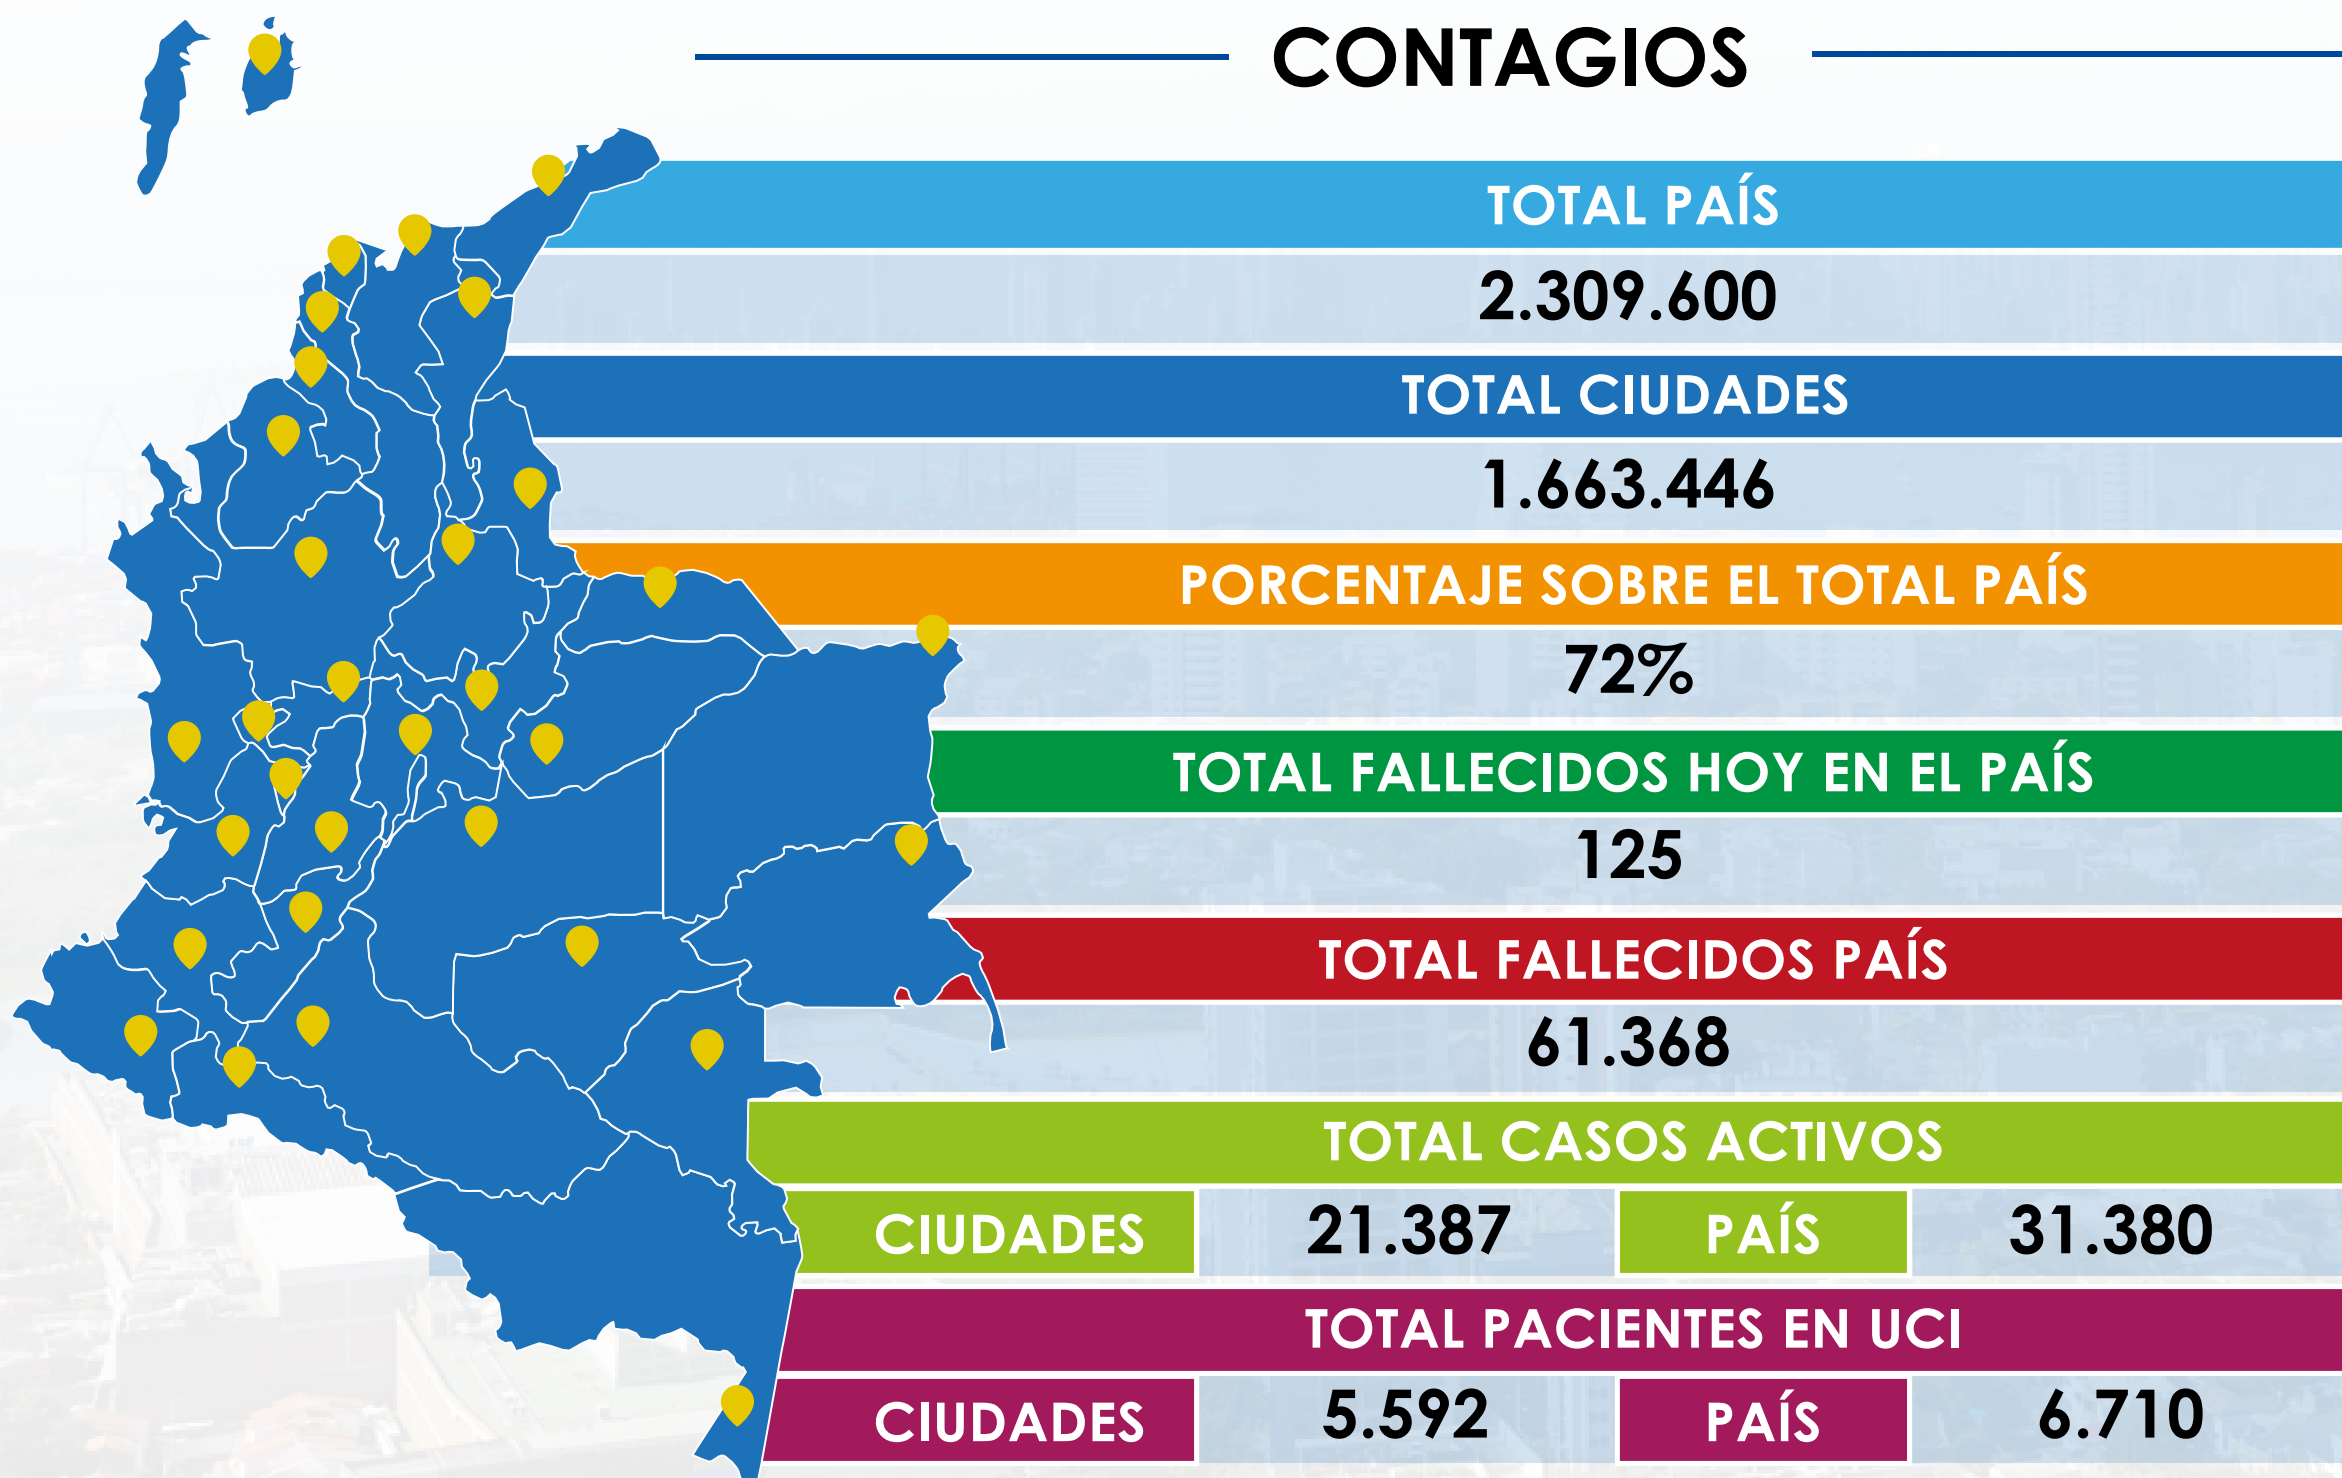 CONTAGIOS
TOTAL PAÍS
2.309.600
TOTAL CIUDADES
1.663.446
PORCENTAJE SOBRE EL TOTAL PAÍS
72%
TOTAL FALLECIDOS HOY EN EL PAÍS
125
TOTAL FALLECIDOS PAÍS
61.368
TOTAL CASOS ACTIVOS
CIUDADES 21.387 PAÍS 31.380
TOTAL PACIENTES EN UCI
CIUDADES 5.592 PAÍS 6.710